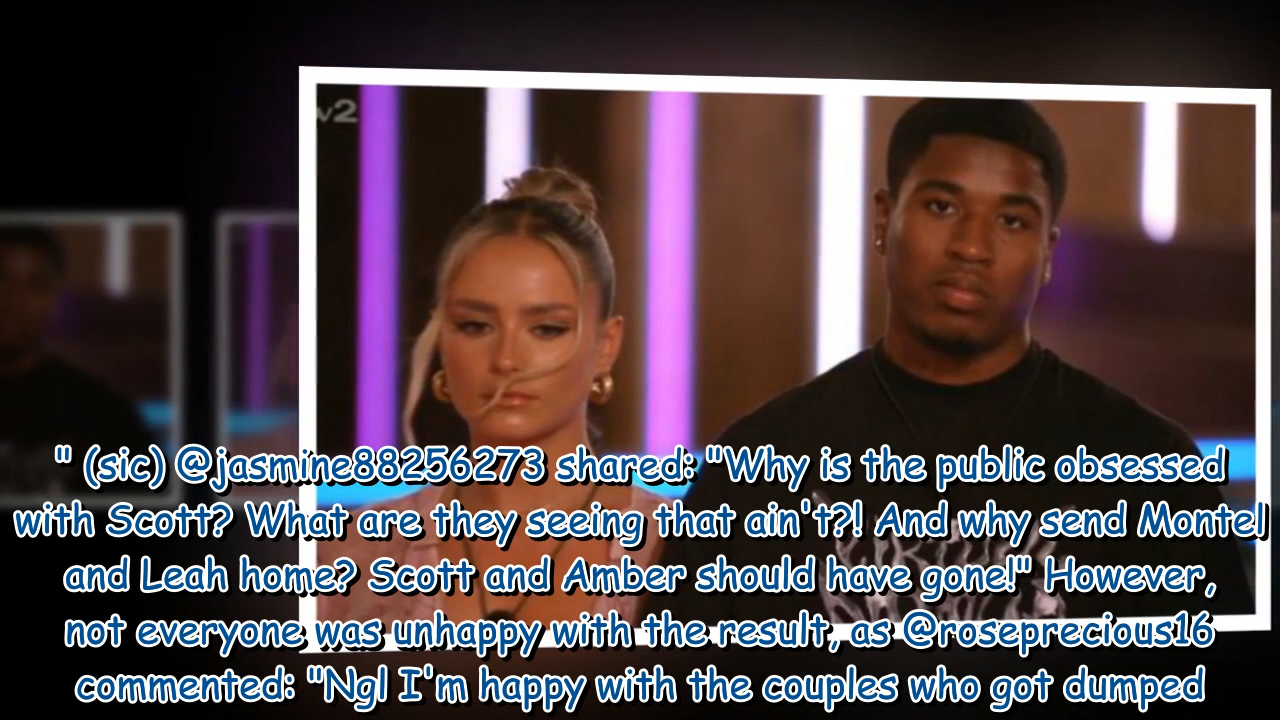 v2
" (sic) @jasmine88256273 shared: "Why is the public obsessed
with Scott? What are they seeing that ain't?! And why send Montel
and Leah home? Scott and Amber should have gone!" However,
not everyone was unhappy with the result, as @roseprecious16
commented: "Ngl I'm happy with the couples who got dumped